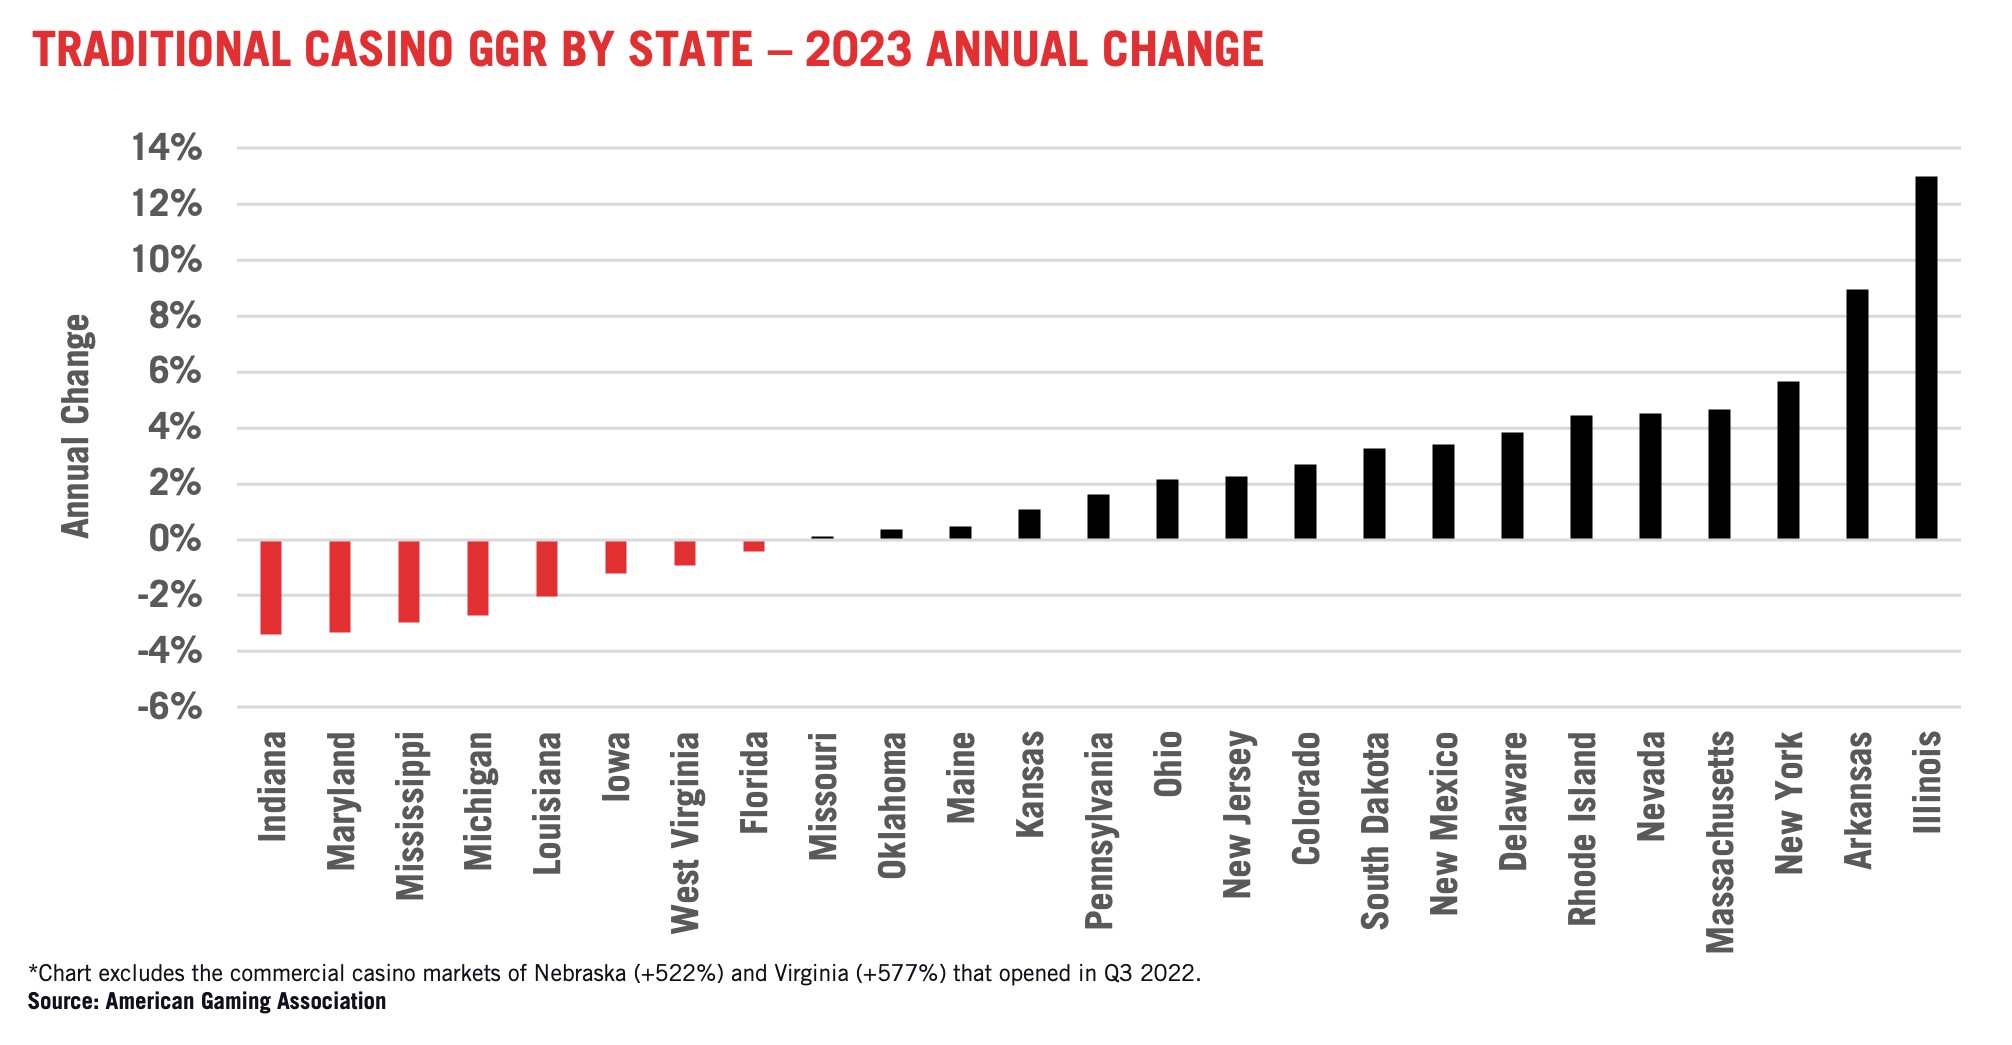 TRADITIONAL CASINO GGR BY STATE – 2023 ANNUAL CHANGE
Annual Change
14%
12%
10%
8%
6%
4%
2%
0%
-2%
-4%
-6%
Indiana
Maryland
Mississippi
Michigan
Louisiana
Iowa
West Virginia
Florida
Missouri
Oklahoma
Maine
Kansas
Pennsylvania
Ohio
New Jersey
Colorado
South Dakota
New Mexico
Delaware
Rhode Island
Nevada
Massachusetts
New York
Arkansas
Illinois
*Chart excludes the commercial casino markets of Nebraska (+522%) and Virginia (+577%) that opened in Q3 2022.
Source: American Gaming Association